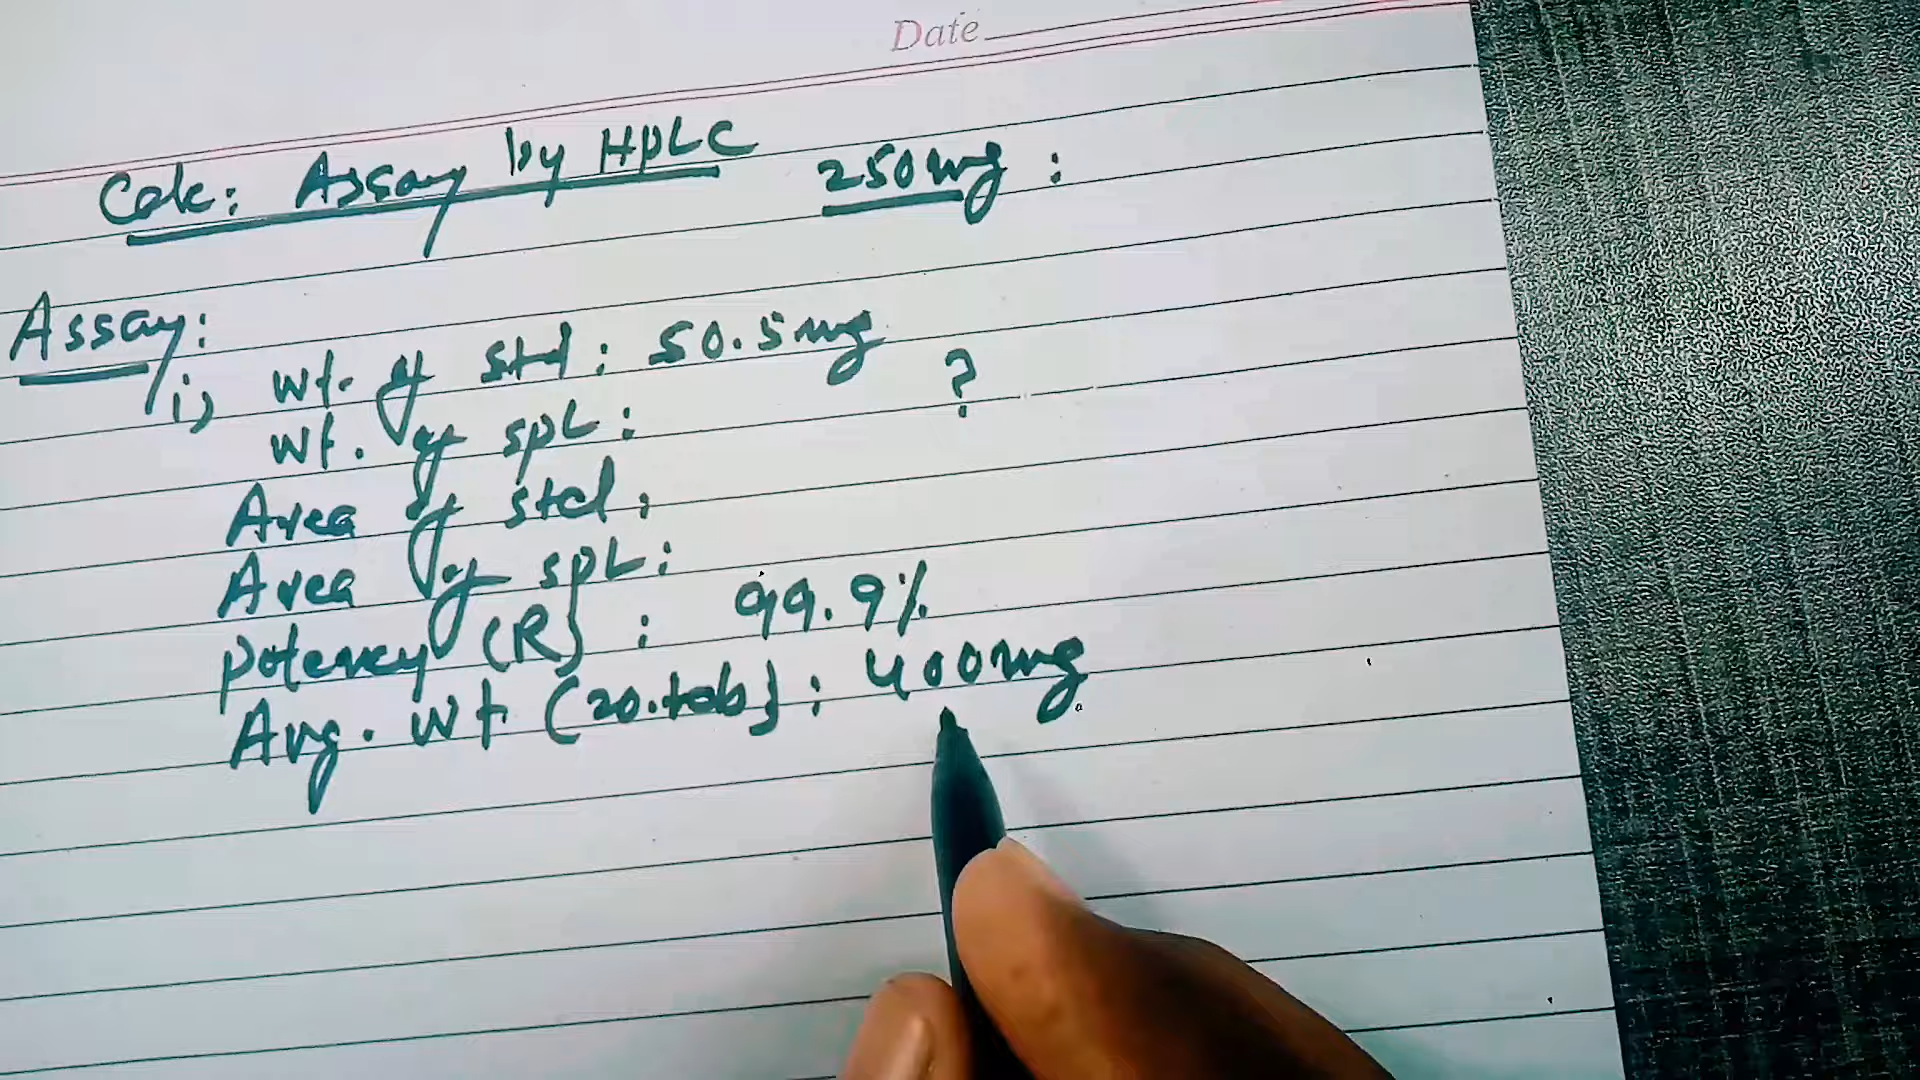 Date
Calc: Assay by HPLC 250mg :
Assay:
i) Wt. of std : 50.5mg
?
Wt. of spL :
Area of std :
Area of spL :
Potency (R) : 99.9%
Avg. Wt (20.tab) : 400mg